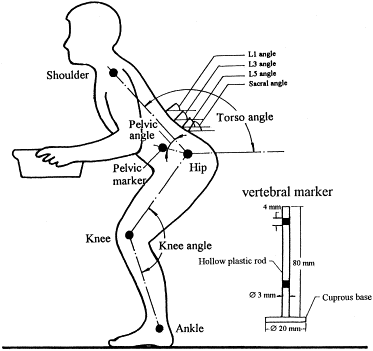 L1 angle
L3 angle
L5 angle
Sacral angle
Shoulder
Torso angle
Pelvic
angle
Pelvic
marker
Hip
vertebral marker
4 mm
Knee
Knee angle
Hollow plastic rod
80 mm
Ø 3 mm
Cuprous base
Ø 20 mm
Ankle